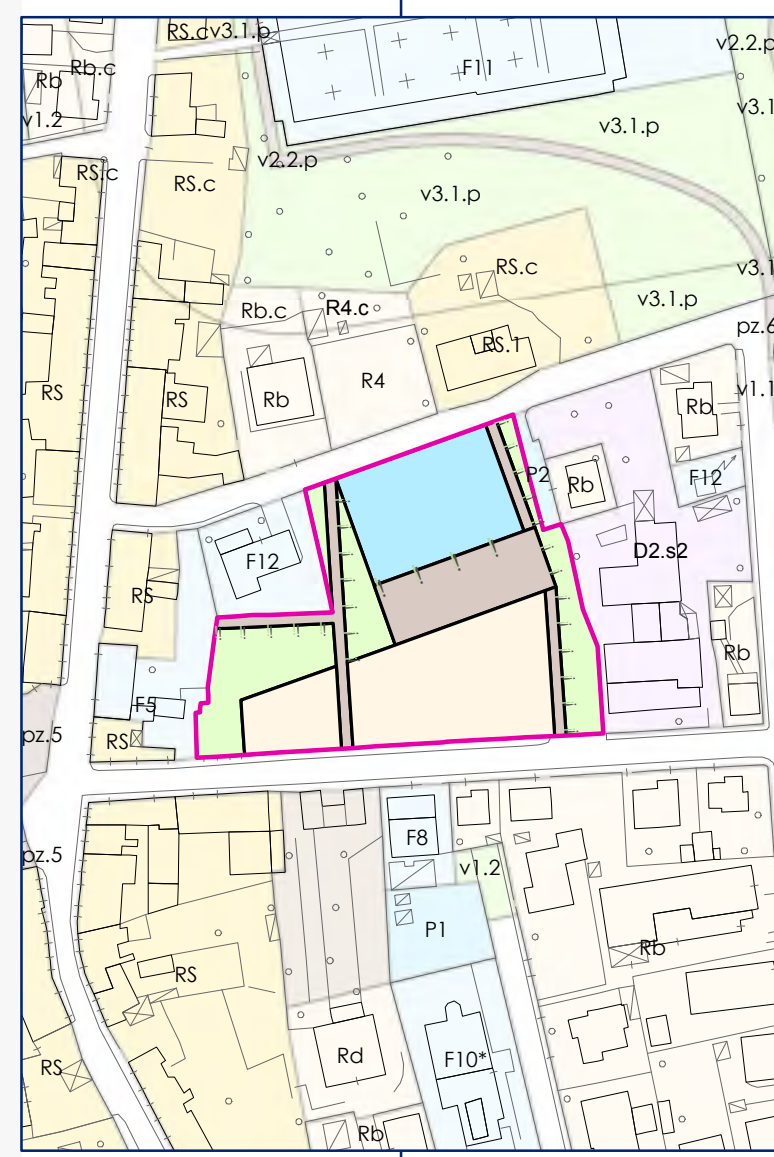 RS.c v3.1.p
v2.2.p
Rb.c
F11
Rb
v3.1
v1.2
v3.1.p
v2.2.p
RS.c
RS.c
v3.1.p
RS.c
v3.1
Rb.c
R4.c
v3.1.p
pz.6
RS.1
R4
RS
RS
Rb
Rb
v1.1
P2
Rb
F12
D2.s2
F12
RS
Rb
F5
pz.5
RS
F8
pz.5
v1.2
P1
Rb
RS
Rd
F10*
RS
Rb